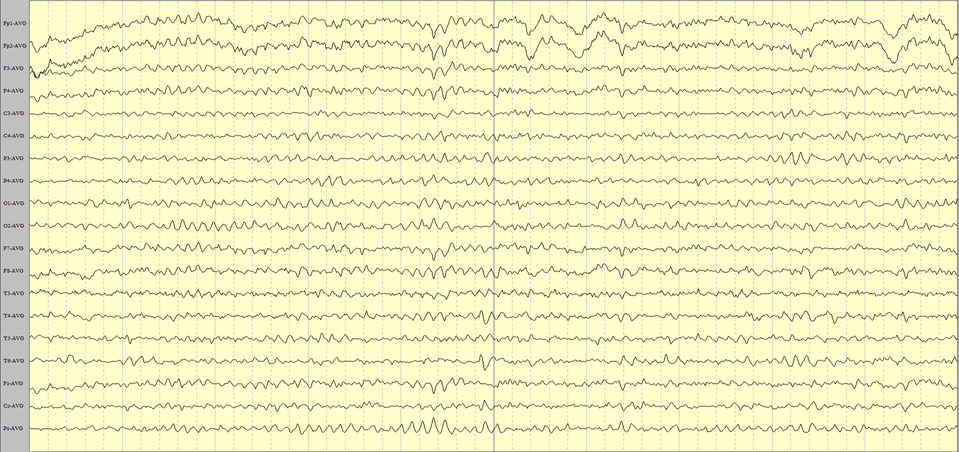 Fp1-AVG
Fp2-AVG
F3-AVG
F4-AVG
C3-AVG
C4-AVG
P3-AVG
P4-AVG
O1-AVG
O2-AVG
F7-AVG
F8-AVG
T3-AVG
T4-AVG
T5-AVG
T6-AVG
Fz-AVG
Cz-AVG
Pz-AVG